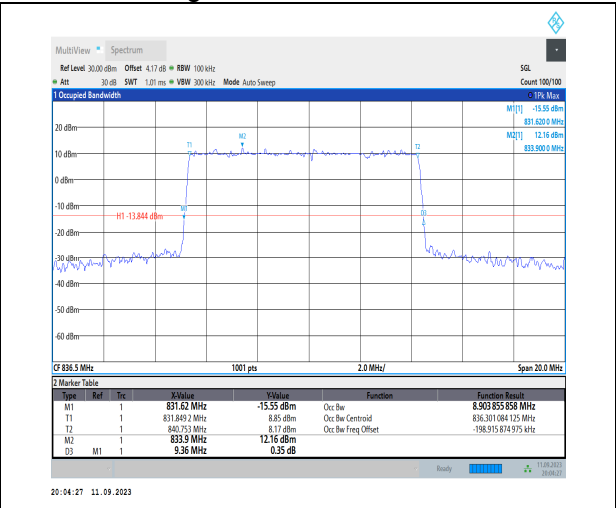 MultiView Spectrum
Ref Level 30.00 dBm Offset 4.17 dB RBW 100 kHz SGL
Att 30 dB SWT 1.01 ms VBW 300 kHz Mode Auto Sweep Count 100/100
1 Occupied Bandwidth 1Pk Max
M1[1] -15.55 dBm
831.620 0 MHz
M2[1] 12.16 dBm
833.900 0 MHz
20 dBm
M2
T1
T2
10 dBm
0 dBm
-10 dBm
M1
D3
H1 -13.844 dBm
-20 dBm
-30 dBm
-40 dBm
-50 dBm
-60 dBm
CF 836.5 MHz 1001 pts 2.0 MHz/ Span 20.0 MHz
2 Marker Table
Type Ref Trc X-Value Y-Value Function Function Result
M1 1 831.62 MHz -15.55 dBm Occ Bw 8.903 855 858 MHz
T1 1 831.849 2 MHz 8.85 dBm Occ Bw Centroid 836.301 084 125 MHz
T2 1 840.753 MHz 8.17 dBm Occ Bw Freq Offset -198.915 874 975 kHz
M2 1 833.9 MHz 12.16 dBm
D3 M1 1 9.36 MHz 0.35 dB
Ready 11.09.2023
20:04:27
20:04:27 11.09.2023